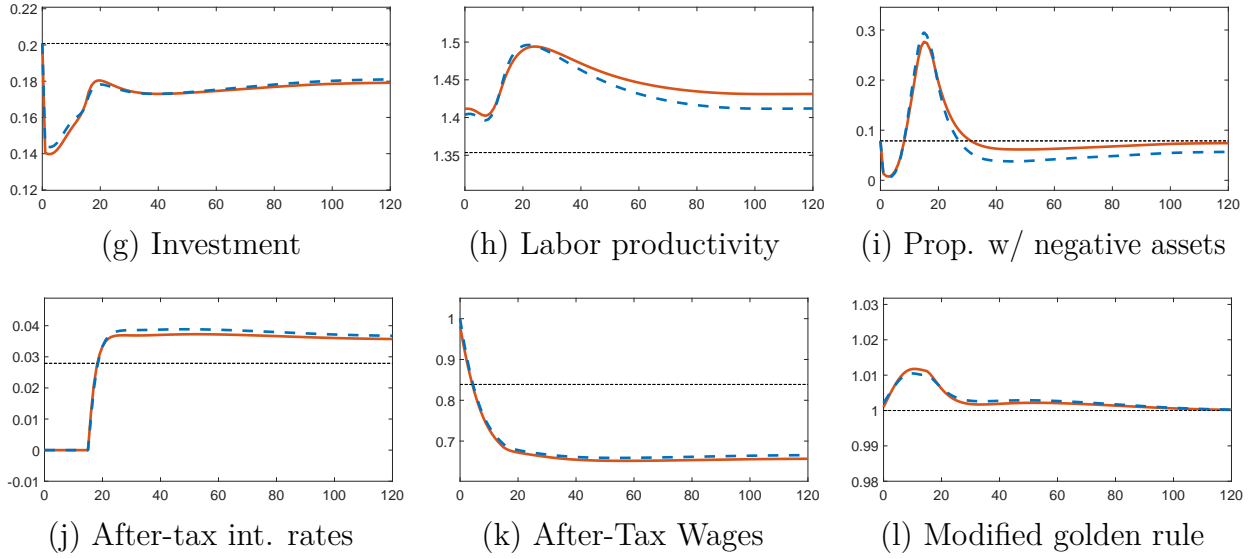 0.22
0.2
0.18
0.16
0.14
0.12
0 20 40 60 80 100 120
(g) Investment
1.5
1.45
1.4
1.35
0 20 40 60 80 100 120
(h) Labor productivity
0.3
0.2
0.1
0
0 20 40 60 80 100 120
(i) Prop. w/ negative assets
0.04
0.03
0.02
0.01
0
-0.01
0 20 40 60 80 100 120
(j) After-tax int. rates
1
0.9
0.8
0.7
0 20 40 60 80 100 120
(k) After-Tax Wages
1.03
1.02
1.01
1
0.99
0.98
0 20 40 60 80 100 120
(l) Modified golden rule